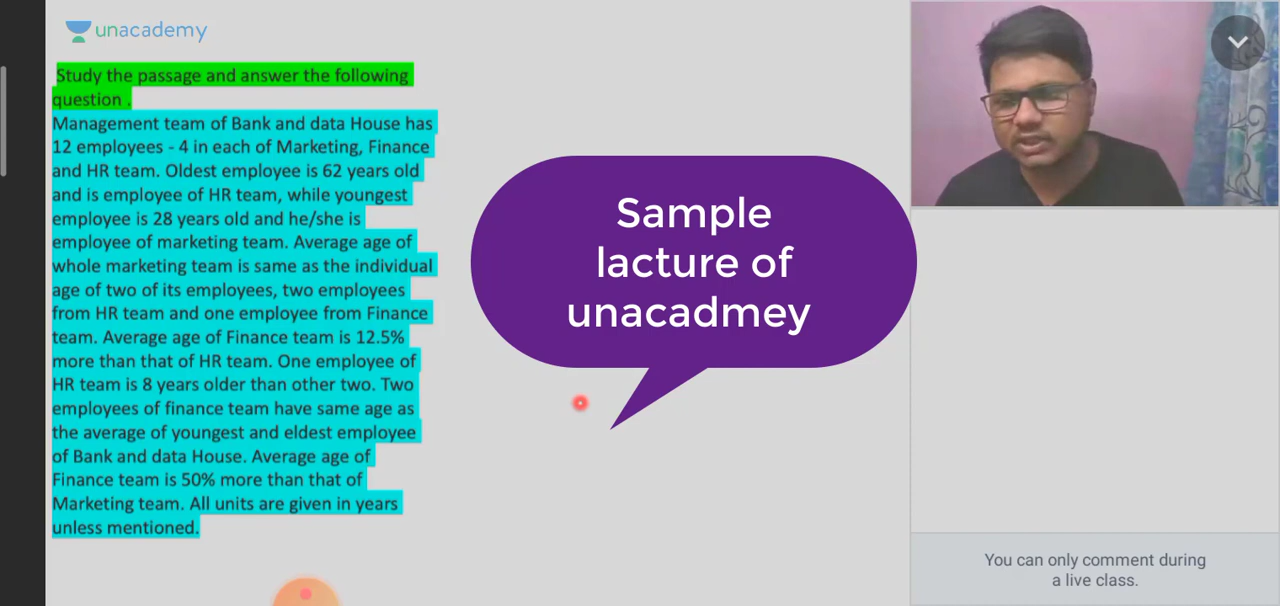 unacademy
Study the passage and answer the following
question .
Management team of Bank and data House has
12 employees - 4 in each of Marketing, Finance
and HR team. Oldest employee is 62 years old
and is employee of HR team, while youngest
employee is 28 years old and he/she is
employee of marketing team. Average age of
whole marketing team is same as the individual
age of two of its employees, two employees
from HR team and one employee from Finance
team. Average age of Finance team is 12.5%
more than that of HR team. One employee of
HR team is 8 years older than other two. Two
employees of finance team have same age as
the average of youngest and eldest employee
of Bank and data House. Average age of
Finance team is 50% more than that of
Marketing team. All units are given in years
unless mentioned.
Sample
lacture of
unacadmey
You can only comment during
a live class.